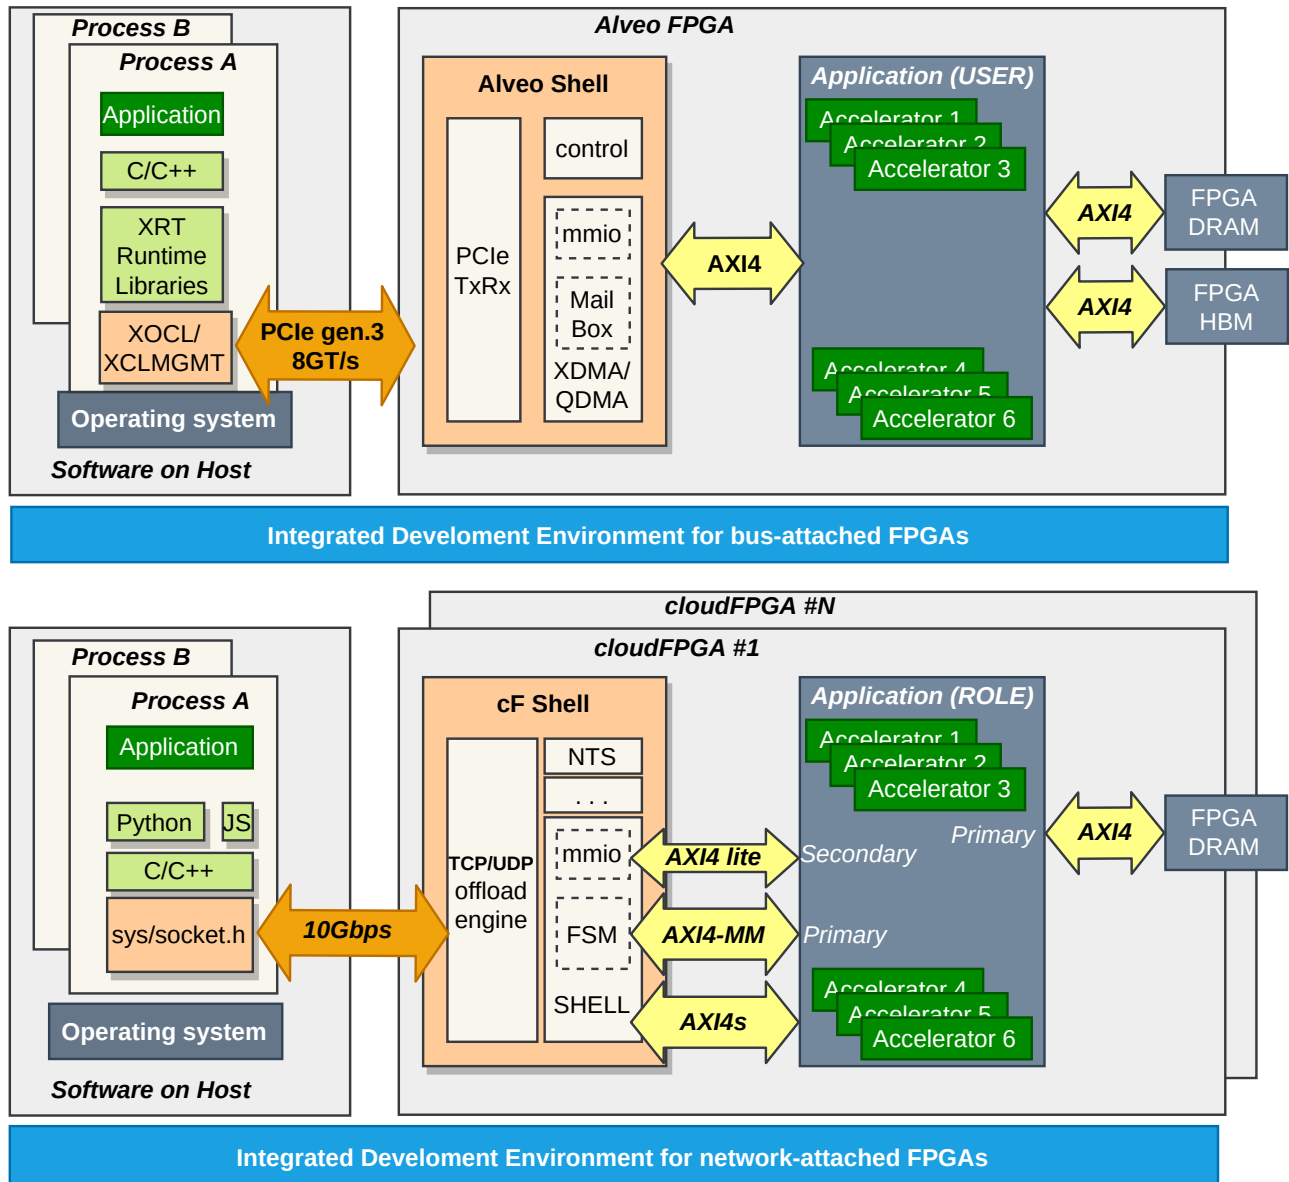 Process B
Process A
Application
C/C++
XRT
Runtime
Libraries
XOCL/
XCLMGMT
Operating system
Software on Host
PCIe gen.3
8GT/s
Alveo FPGA
Alveo Shell
PCIe
TxRx
control
mmio
Mail
Box
XDMA/
QDMA
AXI4
Application (USER)
Accelerator 1
Accelerator 2
Accelerator 3
Accelerator 4
Accelerator 5
Accelerator 6
AXI4
FPGA
DRAM
AXI4
FPGA
HBM
Integrated Develoment Environment for bus-attached FPGAs
Process B
Process A
Application
Python
JS
C/C++
sys/socket.h
Operating system
Software on Host
10Gbps
cloudFPGA #N
cloudFPGA #1
cF Shell
TCP/UDP
offload
engine
NTS
. . .
mmio
FSM
SHELL
AXI4 lite
AXI4-MM
AXI4s
Application (ROLE)
Accelerator 1
Accelerator 2
Accelerator 3
Primary
Secondary
Primary
Accelerator 4
Accelerator 5
Accelerator 6
AXI4
FPGA
DRAM
Integrated Develoment Environment for network-attached FPGAs